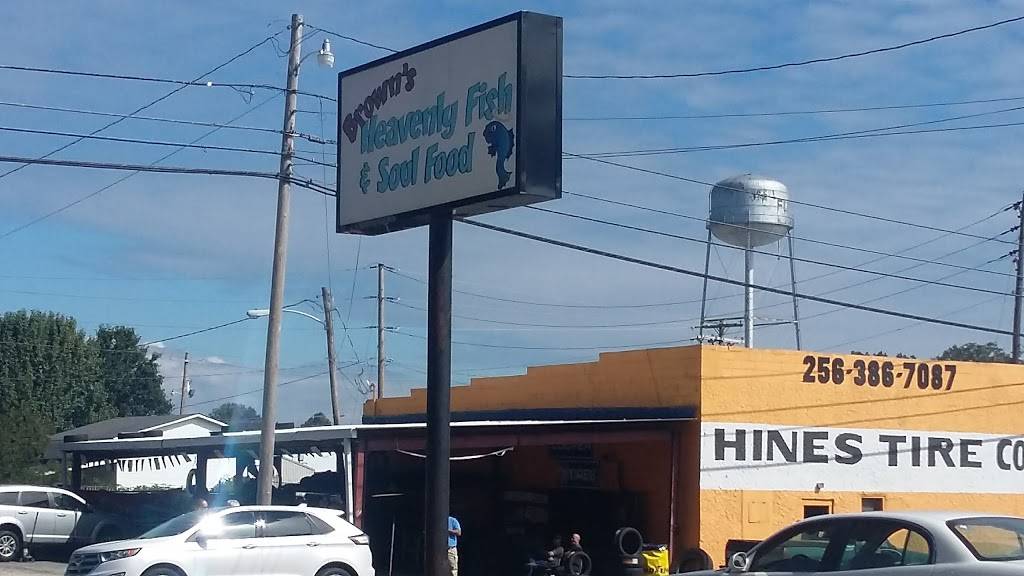 Brown's
Heavenly Fish
& Soul Food
256-386-7087
HINES TIRE CO